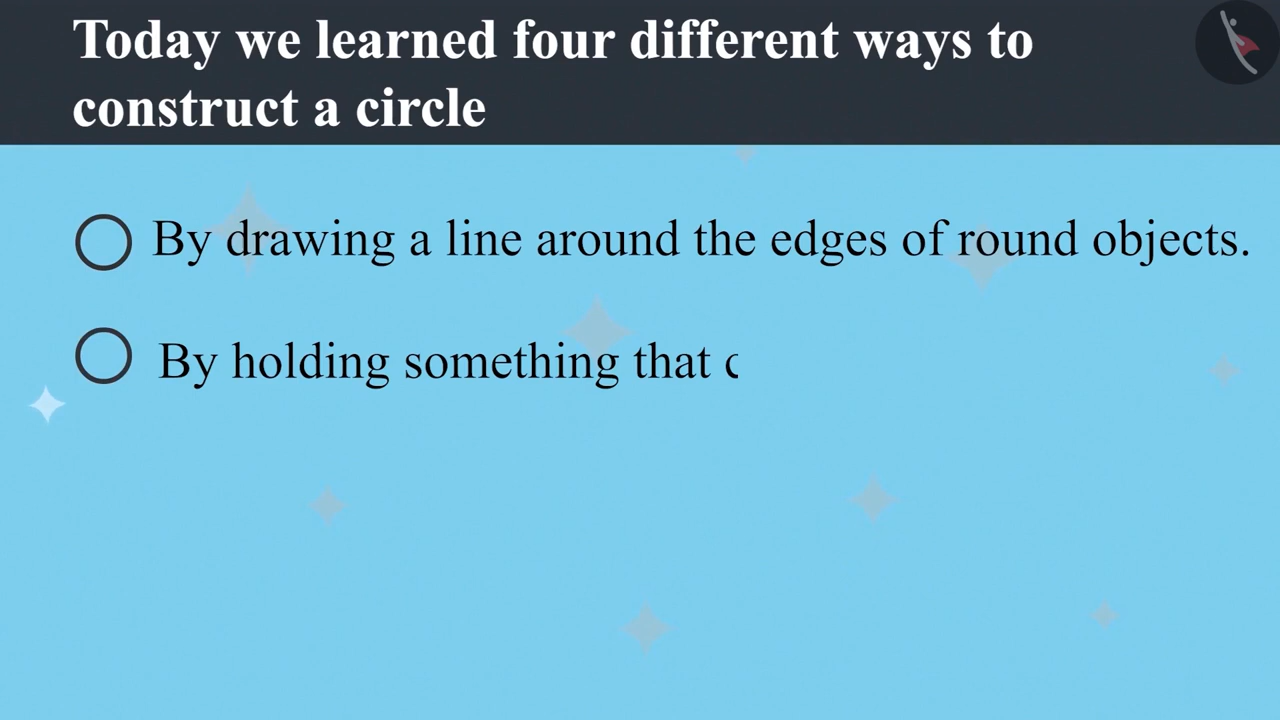 Today we learned four different ways to
construct a circle
By drawing a line around the edges of round objects.
By holding something that